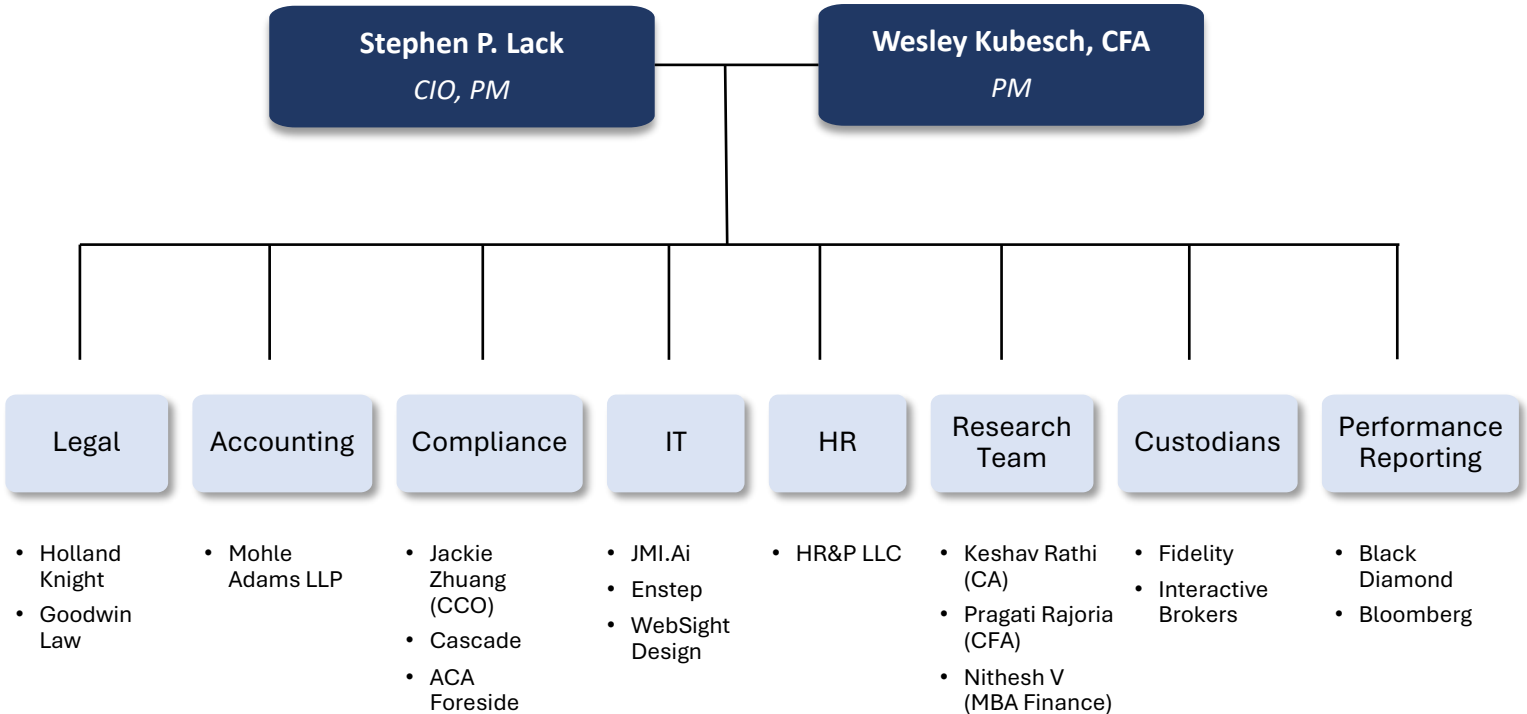 Stephen P. Lack
CIO, PM
Wesley Kubesch, CFA
PM
Legal
Accounting
Compliance
IT
HR
Research
Team
Custodians
Performance
Reporting
• Holland
Knight
• Goodwin
Law
• Mohle
Adams LLP
• Jackie
Zhuang
(CCO)
• Cascade
• ACA
Foreside
• JMI.Ai
• Enstep
• WebSight
Design
• HR&P LLC
• Keshav Rathi
(CA)
• Pragati Rajoria
(CFA)
• Nithesh V
(MBA Finance)
• Fidelity
• Interactive
Brokers
• Black
Diamond
• Bloomberg